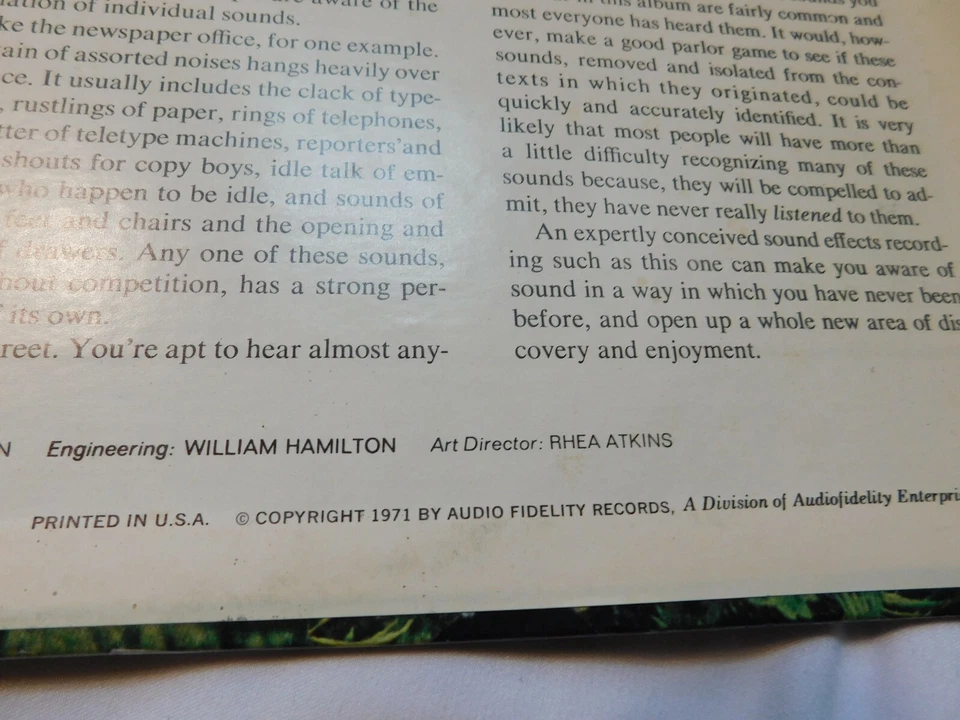 of individual sounds.
ke the newspaper office, for one example.
ain of assorted noises hangs heavily over
ce. It usually includes the clack of type-
, rustlings of paper, rings of telephones,
tter of teletype machines, reporters'and
shouts for copy boys, idle talk of em-
who happen to be idle, and sounds of
feet and chairs and the opening and
f drawers. Any one of these sounds,
hout competition, has a strong per-
f its own.
reet. You're apt to hear almost any-
in this album are fairly common and
most everyone has heard them. It would, how-
ever, make a good parlor game to see if these
sounds, removed and isolated from the con-
texts in which they originated, could be
quickly and accurately identified. It is very
likely that most people will have more than
a little difficulty recognizing many of these
sounds because, they will be compelled to ad-
mit, they have never really listened to them.
An expertly conceived sound effects record-
ing such as this one can make you aware of
sound in a way in which you have never been
before, and open up a whole new area of dis
covery and enjoyment.
N Engineering: WILLIAM HAMILTON Art Director: RHEA ATKINS
PRINTED IN U.S.A. © COPYRIGHT 1971 BY AUDIO FIDELITY RECORDS, A Division of Audiofidelity Enterpri